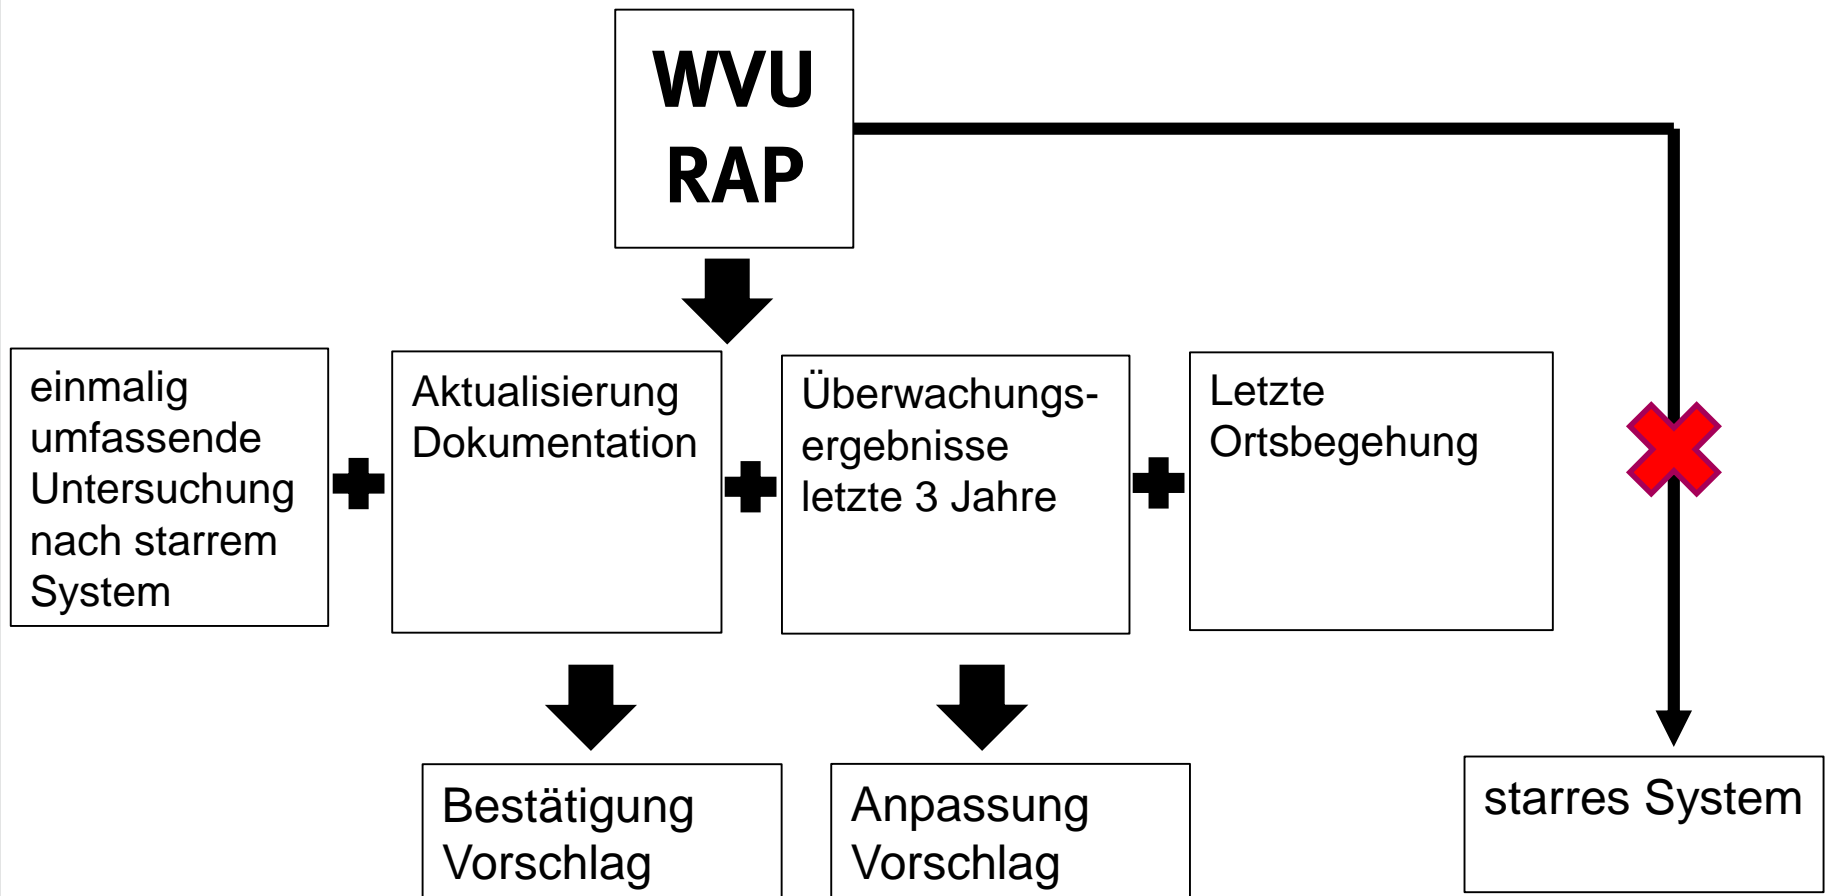 WVU
RAP
einmalig
umfassende
Untersuchung
nach starrem
System
Aktualisierung
Dokumentation
Überwachungs-
ergebnisse
letzte 3 Jahre
Letzte
Ortsbegehung
Bestätigung
Vorschlag
Anpassung
Vorschlag
starres System